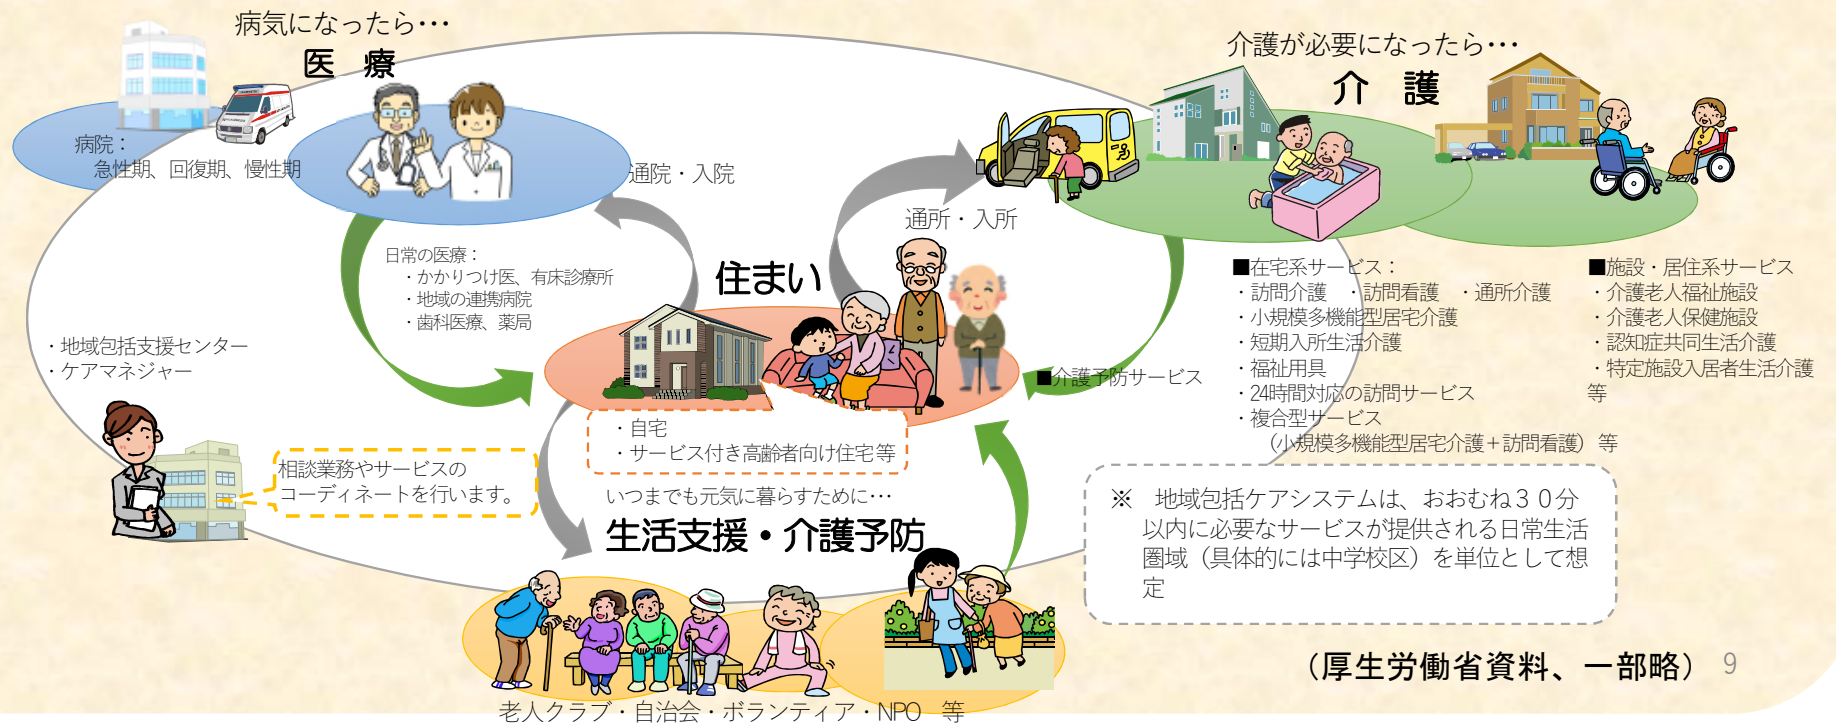 病気になったら･･･
医 療
病院：
急性期、回復期、慢性期
通院・入院
日常の医療：
・かかりつけ医、有床診療所
・地域の連携病院
・歯科医療、薬局
介護が必要になったら･･･
介 護
通所・入所
住まい
■在宅系サービス：
・訪問介護 ・訪問看護 ・通所介護
・小規模多機能型居宅介護
・短期入所生活介護
・福祉用具
・24時間対応の訪問サービス
・複合型サービス
（小規模多機能型居宅介護＋訪問看護） 等
■施設・居住系サービス
・介護老人福祉施設
・介護老人保健施設
・認知症共同生活介護
・特定施設入居者生活介護
等
■介護予防サービス
・地域包括支援センター
・ケアマネジャー
相談業務やサービスの
コーディネートを行います。
・自宅
・サービス付き高齢者向け住宅等
いつまでも元気に暮らすために･･･
生活支援・介護予防
老人クラブ・自治会・ボランティア・NPO 等
※ 地域包括ケアシステムは、おおむね３０分
以内に必要なサービスが提供される日常生活
圏域（具体的には中学校区）を単位として想
定
（厚生労働省資料、一部略）
9